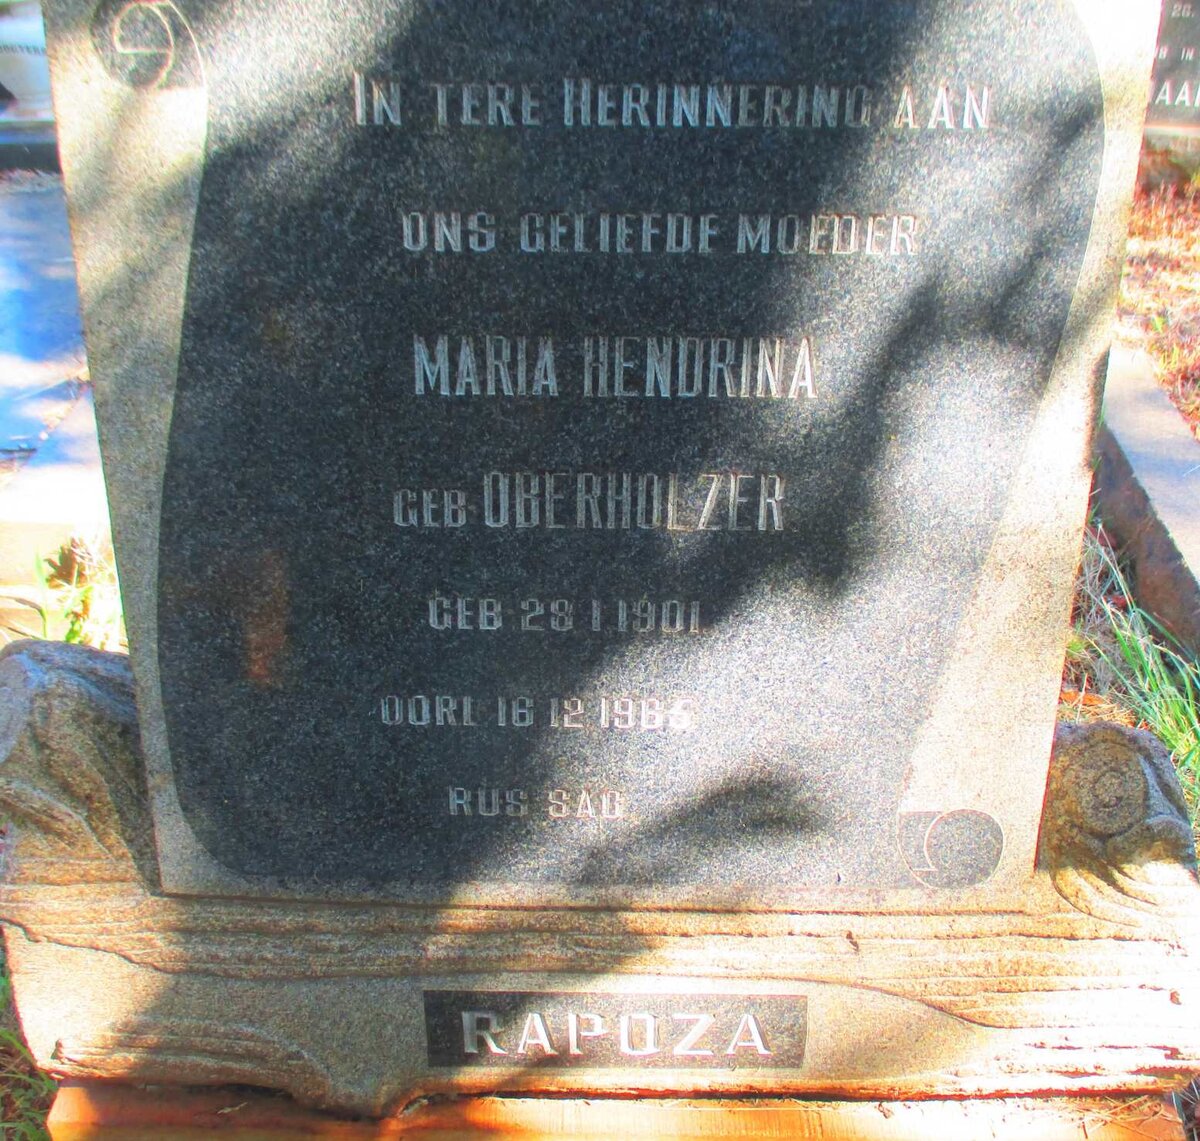 IN TERE HERINNERING AAN
ONS GELIEFDE MOEDER
MARIA HENDRINA
GEB OBERHOLZER
GEB 28 1 1901
OORL 16 12 1965
RUS SAG
RAPOZA